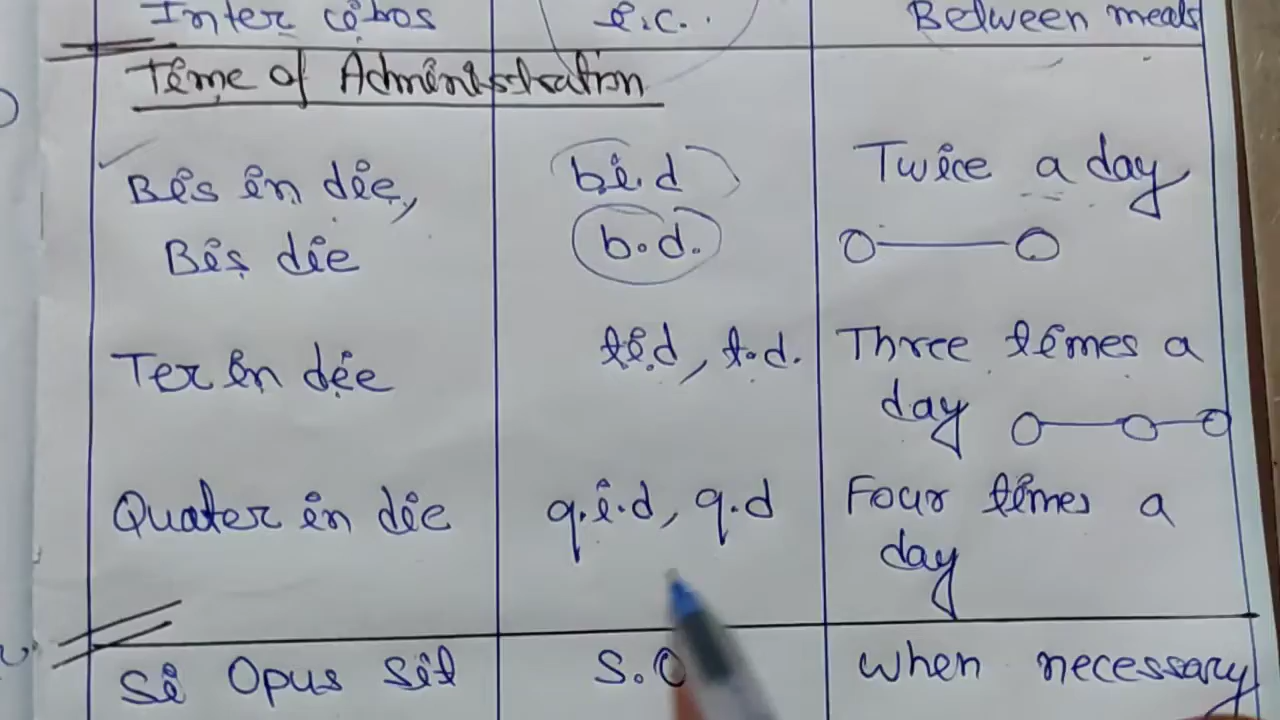 Inter cibos i.c. Between meals
Time of Administration
Bis in die, b.i.d Twice a day
Bis die b.d.
Ter in die tid, t.d. Three times a
day
Quater in die q.i.d, q.d Four times a
day
Si Opus Sit S.O When necessary